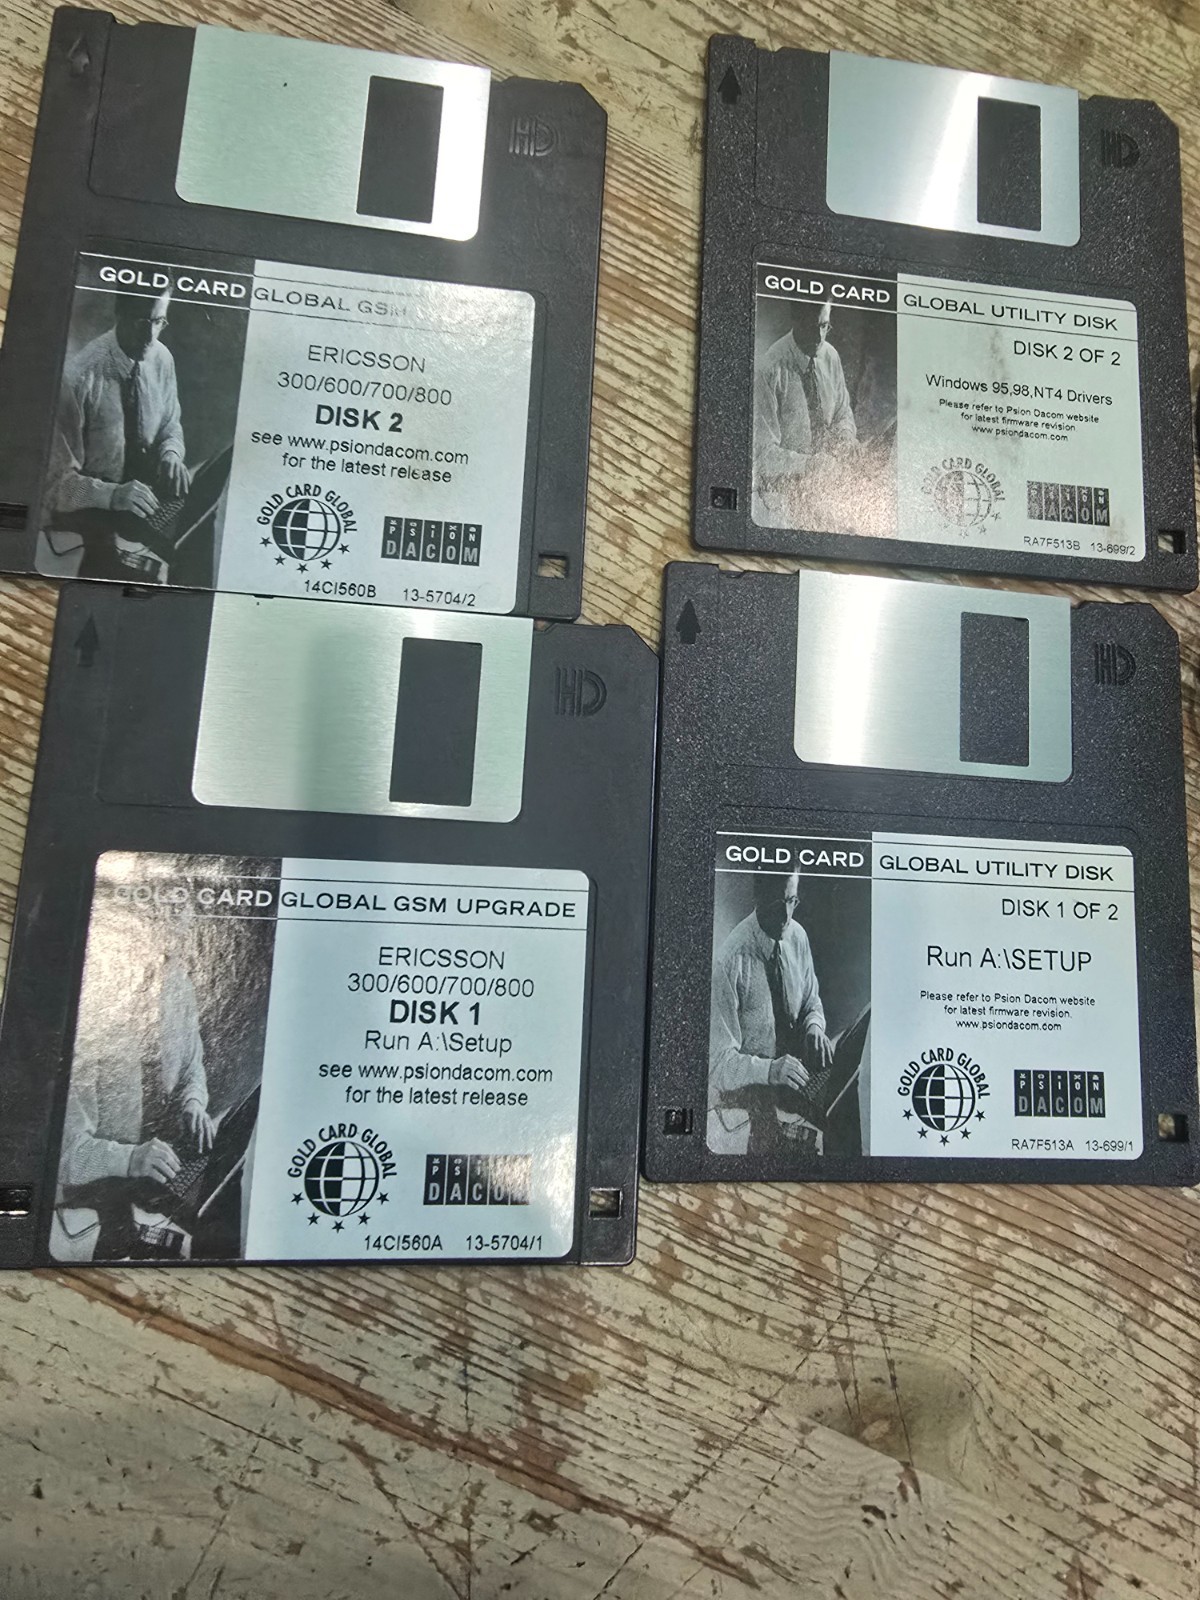 HD
GOLD CARD GLOBAL GSM
ERICSSON
300/600/700/800
DISK 2
see www.psiondacom.com
for the latest release
GOLD CARD GLOBAL
PSION
DACOM
14CI560B 13-5704/2
HD
GOLD CARD GLOBAL UTILITY DISK
DISK 2 OF 2
Windows 95,98,NT4 Drivers
Please refer to Psion Dacom website
for latest firmware revision
www.psiondacom.com
GOLD CARD GLOBAL
PSION
DACOM
RA7F513B 13-699/2
HD
GOLD CARD GLOBAL GSM UPGRADE
ERICSSON
300/600/700/800
DISK 1
Run A:\Setup
see www.psiondacom.com
for the latest release
GOLD CARD GLOBAL
PSION
DACOM
14CI560A 13-5704/1
HD
GOLD CARD GLOBAL UTILITY DISK
DISK 1 OF 2
Run A:\SETUP
Please refer to Psion Dacom website
for latest firmware revision.
www.psiondacom.com
GOLD CARD GLOBAL
PSION
DACOM
RA7F513A 13-699/1